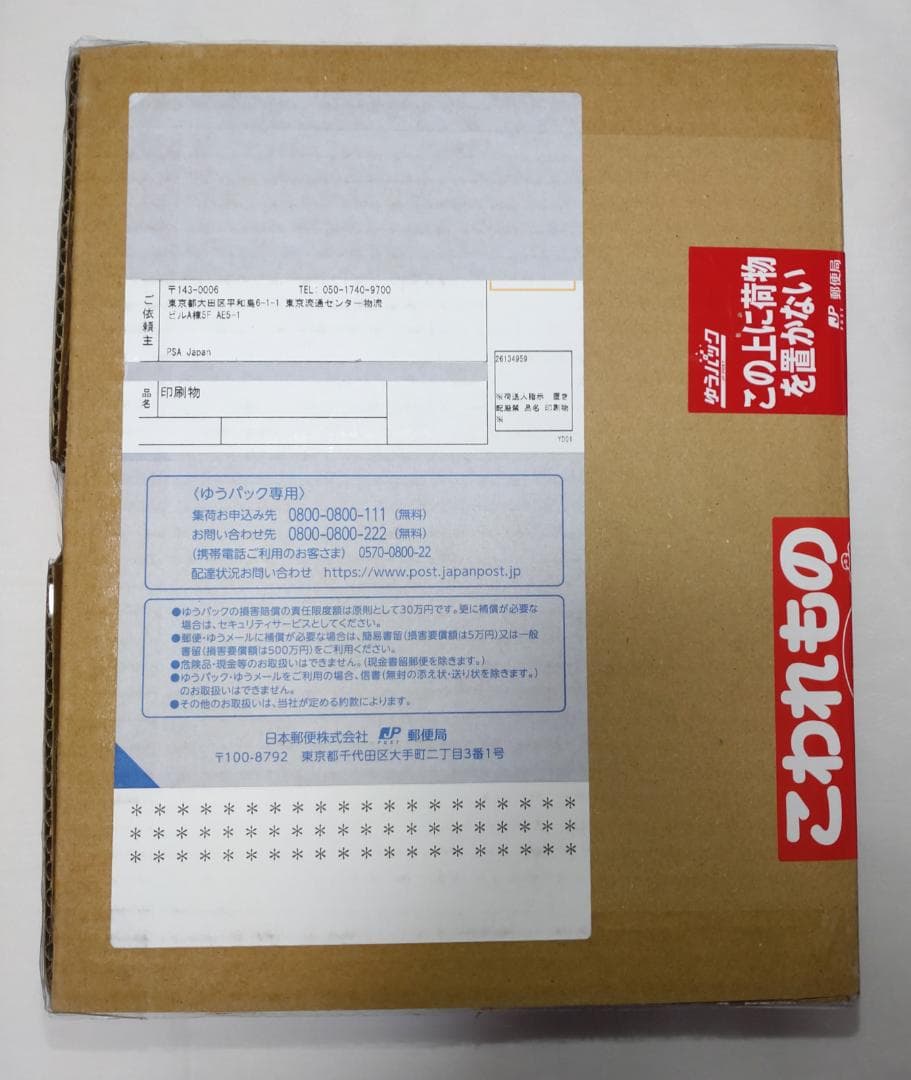 ご依頼主
〒143-0006 TEL: 050-1740-9700
東京都大田区平和島6-1-1 東京流通センター物流
ビルA棟5F AE5-1
PSA Japan
品名
印刷物
26134959
※荷送人指示 置き
配厳禁 品名 印刷物
※
YD01
〈ゆうパック専用〉
集荷お申込み先 0800-0800-111 (無料)
お問い合わせ先 0800-0800-222 (無料)
(携帯電話ご利用のお客さま) 0570-0800-22
配達状況お問い合わせ https://www.post.japanpost.jp
●ゆうパックの損害賠償の責任限度額は原則として30万円です。更に補償が必要な
場合は、セキュリティサービスとしてください。
●郵便・ゆうメールに補償が必要な場合は、簡易書留(損害要償額は5万円)又は一般
書留(損害要償額は500万円)をご利用ください。
●危険品・現金等のお取扱いはできません。(現金書留郵便を除きます。)
●ゆうパック・ゆうメールをご利用の場合、信書(無封の添え状・送り状を除きます。)
のお取扱いはできません。
●その他のお取扱いは、当社が定める約款によります。
日本郵便株式会社 JP POST 郵便局
〒100-8792 東京都千代田区大手町二丁目3番1号
* * * * * * * * * * * * * * * * * * * *
* * * * * * * * * * * * * * * * * * * *
* * * * * * * * * * * * * * * * * * * *
ゆうパック
この上に荷物
を置かない
JP POST 郵便局
こわれもの